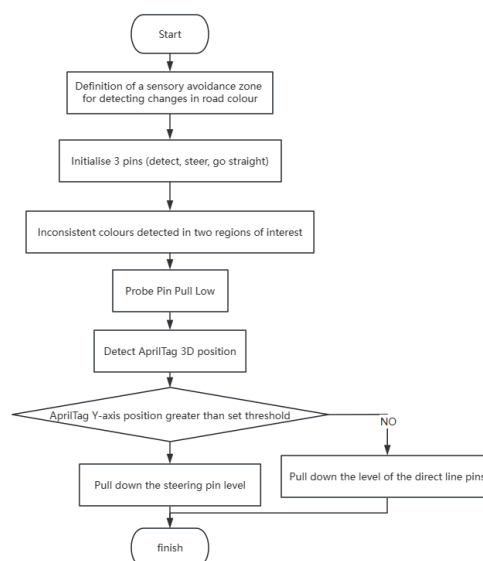 Start
Definition of a sensory avoidance zone
for detecting changes in road colour
Initialise 3 pins (detect, steer, go straight)
Inconsistent colours detected in two regions of interest
Probe Pin Pull Low
Detect AprilTag 3D position
AprilTag Y-axis position greater than set threshold
NO
Pull down the steering pin level
Pull down the level of the direct line pins
finish